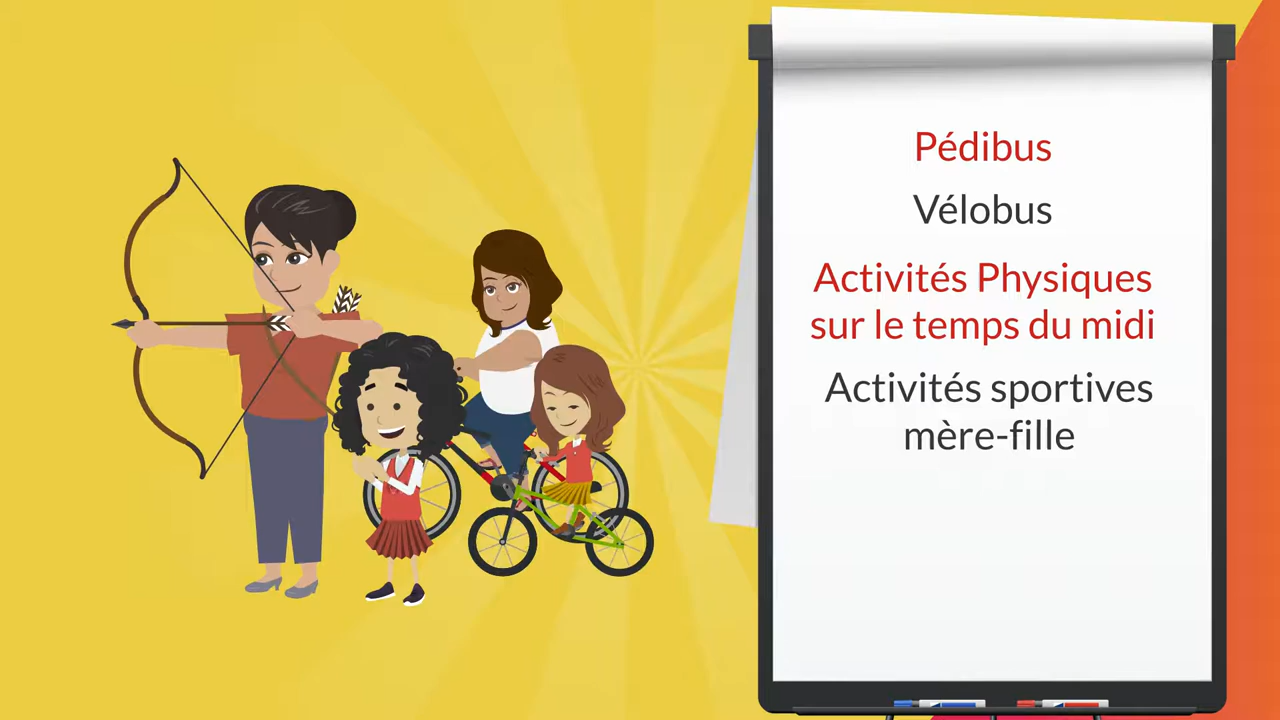 Pédibus
Vélobus
Activités Physiques
sur le temps du midi
Activités sportives
mère-fille